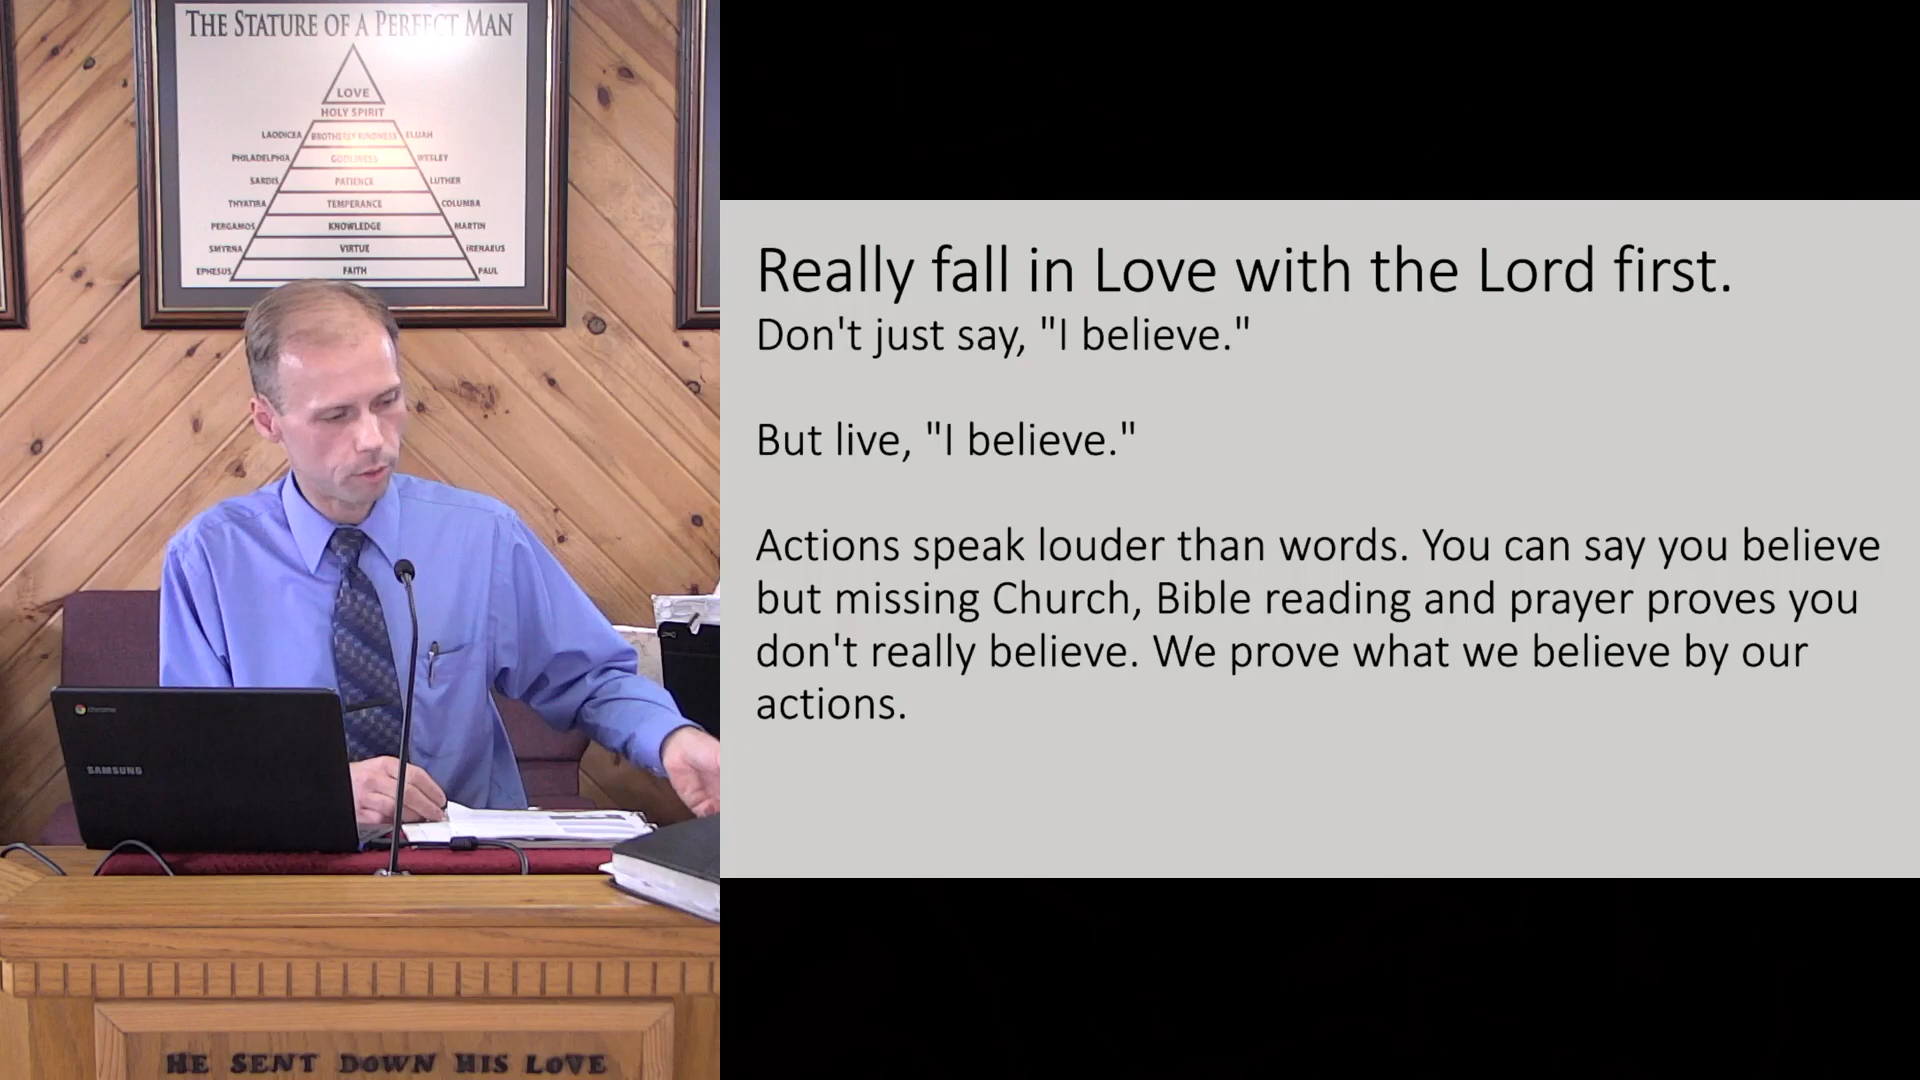 THE STATURE OF A PERFECT MAN
LOVE
HOLY SPIRIT
LAODICEA BROTHERLY KINDNESS ELIJAH
PHILADELPHIA GODLINESS WESLEY
SARDIS PATIENCE LUTHER
THYATIRA TEMPERANCE COLUMBA
PERGAMOS KNOWLEDGE MARTIN
SMYRNA VIRTUE IRENAEUS
EPHESUS FAITH PAUL
chrome
SAMSUNG
HE SENT DOWN HIS LOVE
Really fall in Love with the Lord first.
Don't just say, "I believe."
But live, "I believe."
Actions speak louder than words. You can say you believe
but missing Church, Bible reading and prayer proves you
don't really believe. We prove what we believe by our
actions.